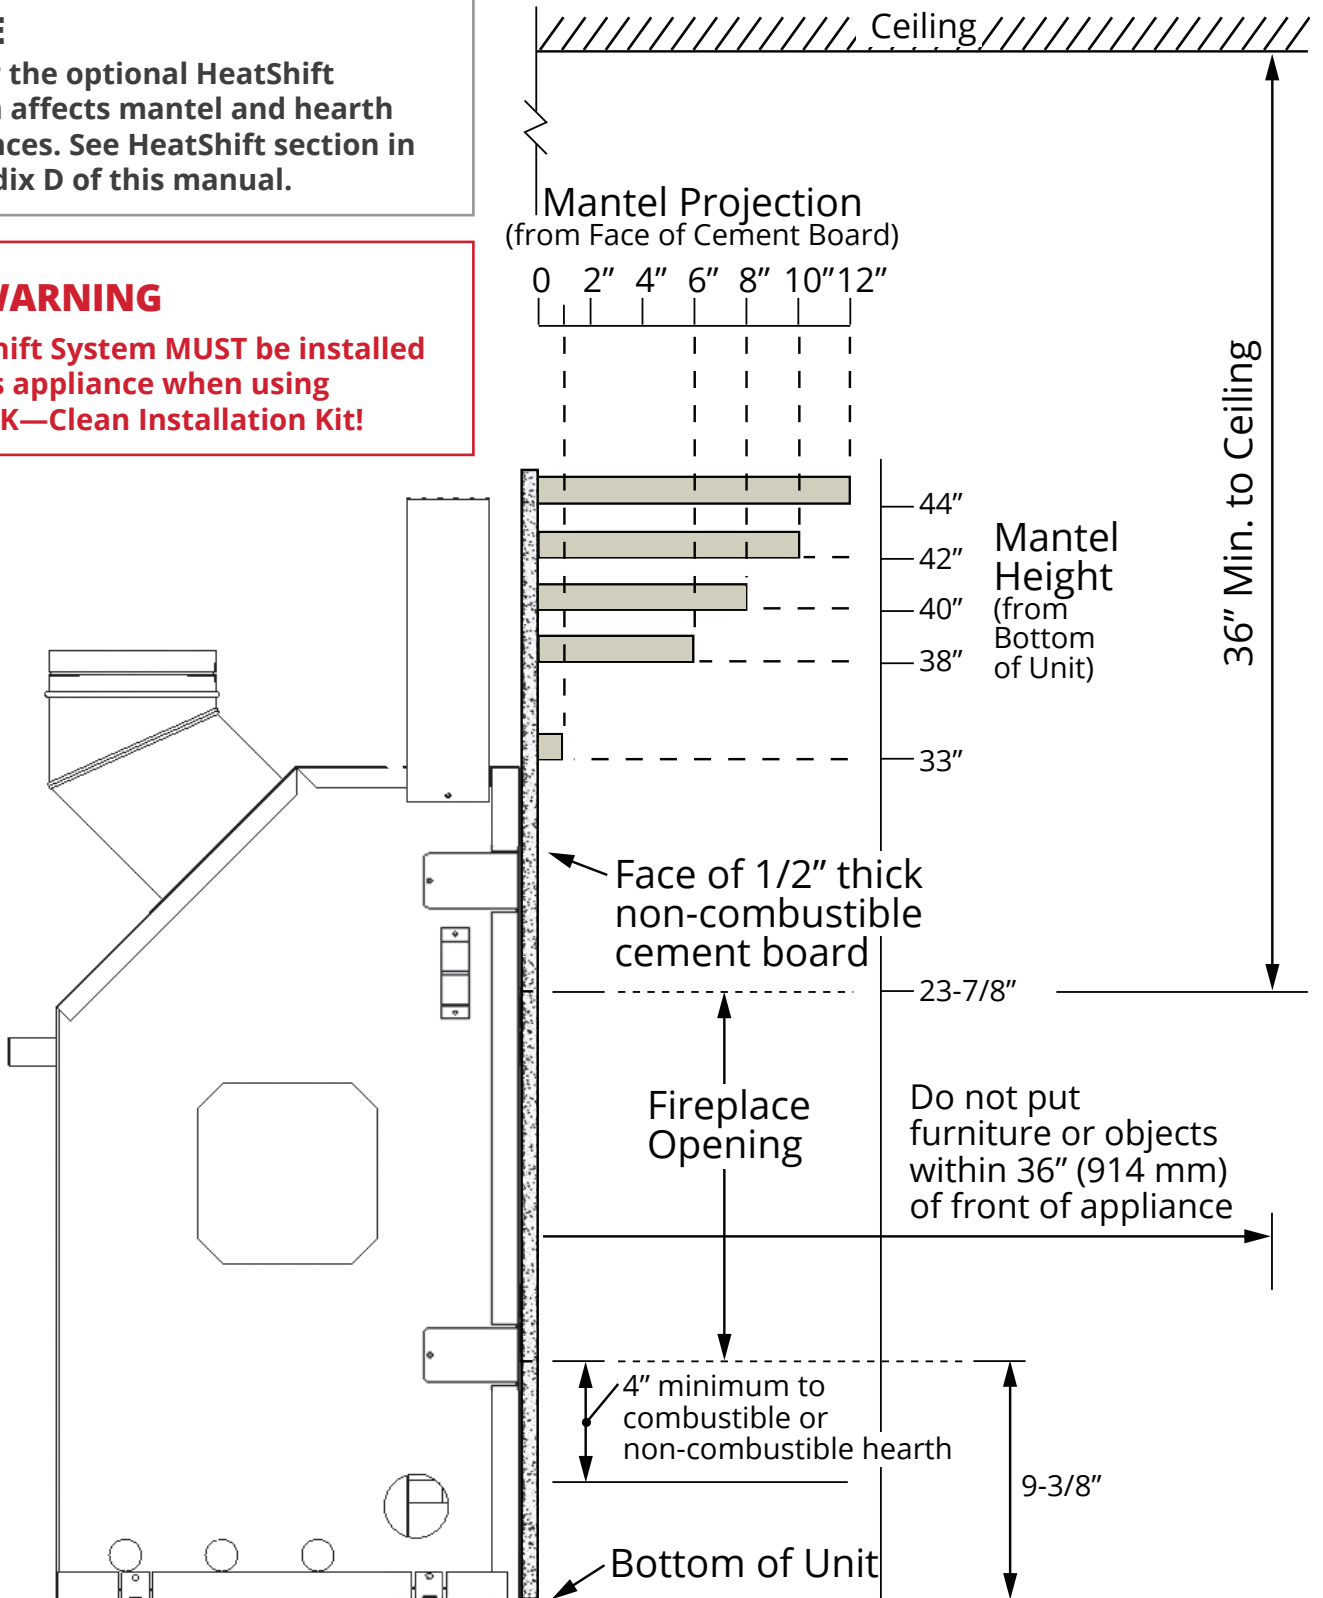 Ceiling
the optional HeatShift
affects mantel and hearth
See HeatShift section in
D of this manual.
Mantel Projection
(from Face of Cement Board)
0 2” 4” 6” 8” 10” 12”
System MUST be installed
appliance when using
K—Clean Installation Kit!
36” Min. to Ceiling
44”
42”
40”
38”
33”
Mantel
Height
(from
Bottom
of Unit)
Face of 1/2” thick
non-combustible
cement board
23-7/8”
Fireplace
Opening
Do not put
furniture or objects
within 36” (914 mm)
of front of appliance
4” minimum to
combustible or
non-combustible hearth
9-3/8”
Bottom of Unit